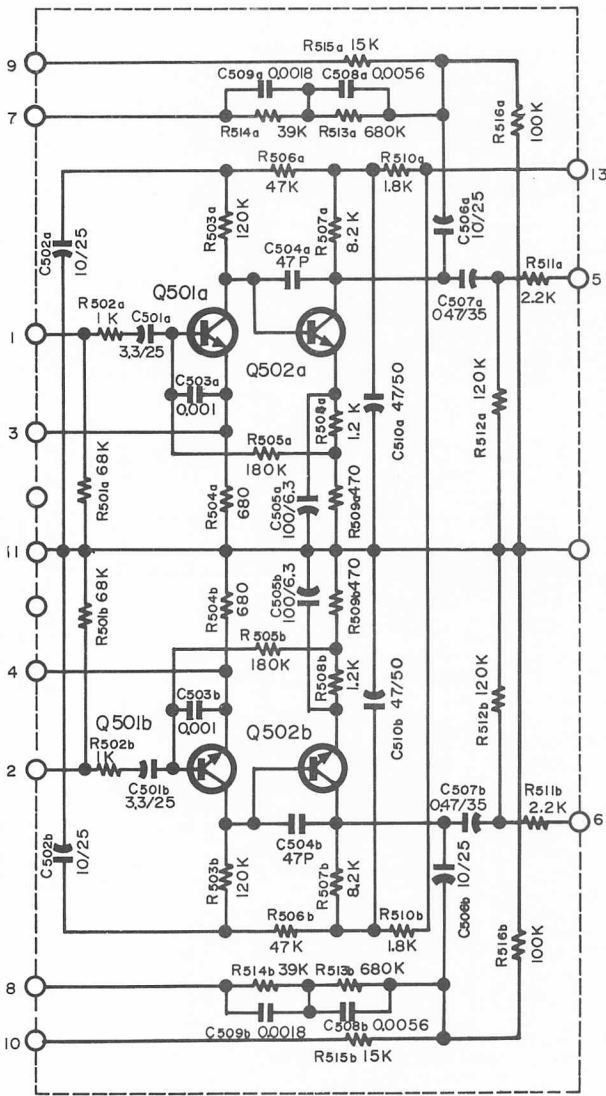 R515a 15K
9
C509a 0,0018 C508a 0,0056
7
R514a 39K R513a 680K
R516a 100K
R506a 47K
R510a 1.8K
13
C502a 10/25
R503a 120K
R507a 8.2K
C506a 10/25
C504a 47P
R511a 2.2K
5
C507a 0,47/35
Q501a
R502a 1K
C501a 3,3/25
1
Q502a
C503a 0,001
R508a 1.2K
C510a 47/50
R512a 120K
3
R505a 180K
R501a 68K
R504a 680
C505a 100/6.3
R509a 470
11
R501b 68K
R504b 680
C505b 100/6.3
R509b 470
R505b 180K
4
R508b 1.2K
C503b 0,001
C510b 47/50
R512b 120K
Q501b
Q502b
R502b 1K
2
C501b 3,3/25
C507b 0,47/35
R511b 2.2K
6
C502b 10/25
C504b 47P
R503b 120K
R507b 8.2K
C506b 10/25
R506b 47K
R510b 1.8K
R516b 100K
8
R514b 39K R513b 680K
C509b 0,0018 C508b 0,0056
10
R515b 15K